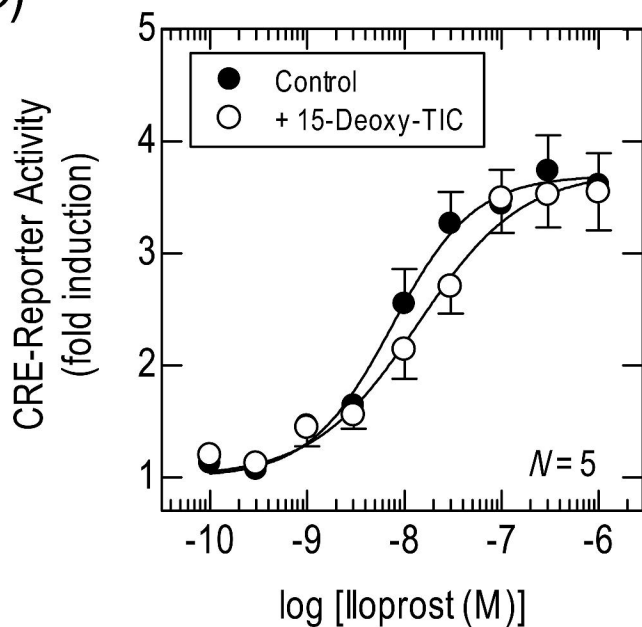 5
Control
+ 15-Deoxy-TIC
4
3
2
1
CRE-Reporter Activity
(fold induction)
N = 5
-10 -9 -8 -7 -6
log [Iloprost (M)]